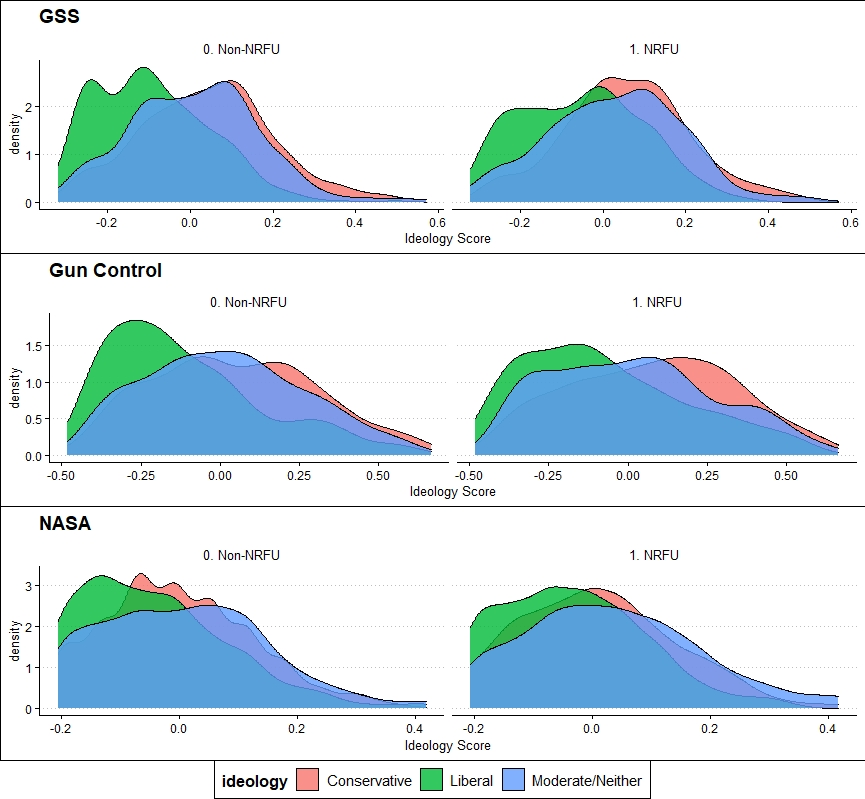 GSS
0. Non-NRFU 1. NRFU
2
1
0
density
-0.2 0.0 0.2 0.4 0.6 -0.2 0.0 0.2 0.4 0.6
Ideology Score
Gun Control
0. Non-NRFU 1. NRFU
1.5
1.0
0.5
0.0
density
-0.50 -0.25 0.00 0.25 0.50 -0.50 -0.25 0.00 0.25 0.50
Ideology Score
NASA
0. Non-NRFU 1. NRFU
3
2
1
0
density
-0.2 0.0 0.2 0.4 -0.2 0.0 0.2 0.4
Ideology Score
ideology Conservative Liberal Moderate/Neither